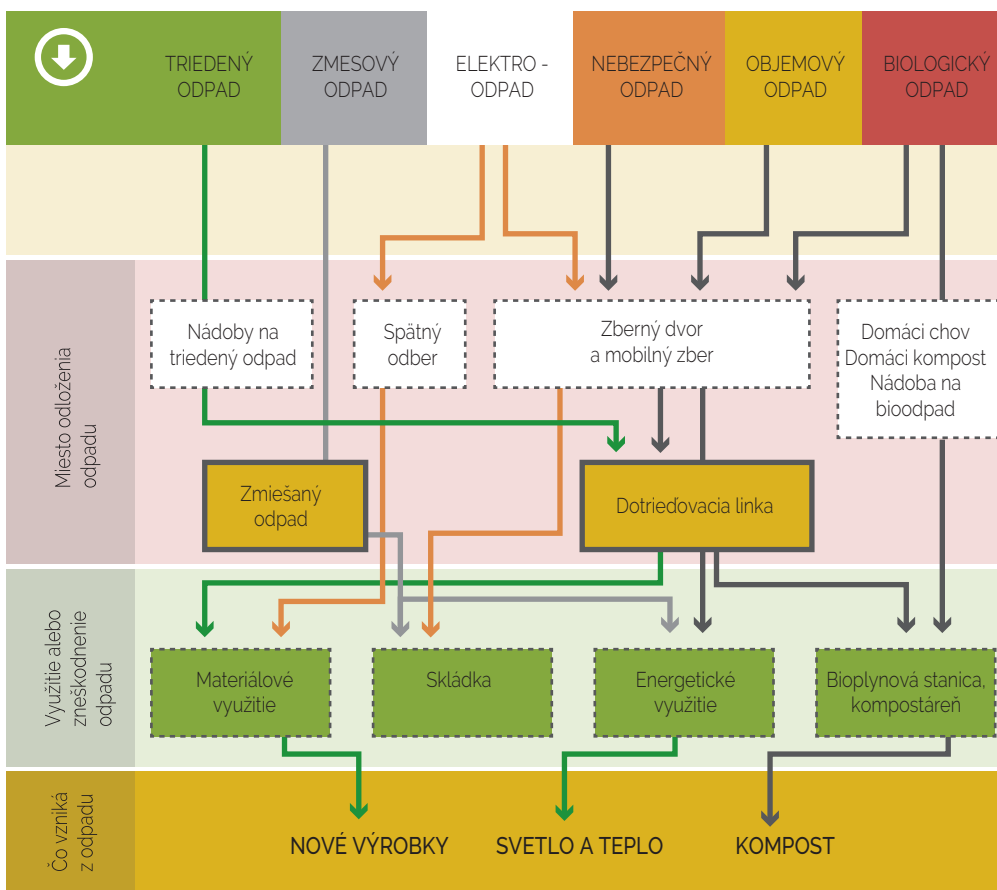 TRIEDENÝ
ODPAD
ZMESOVÝ
ODPAD
ELEKTRO -
ODPAD
NEBEZPEČNÝ
ODPAD
OBJEMOVÝ
ODPAD
BIOLOGICKÝ
ODPAD
Miesto odloženia
odpadu
Nádoby na
triedený odpad
Spätný
odber
Zberný dvor
a mobilný zber
Domáci chov
Domáci kompost
Nádoba na
bioodpad
Zmiešaný
odpad
Dotrieďovacia linka
Využitie alebo
zneškodnenie
odpadu
Materiálové
využitie
Skládka
Energetické
využitie
Bioplynová stanica,
kompostáreň
Čo vzniká
z odpadu
NOVÉ VÝROBKY
SVETLO A TEPLO
KOMPOST